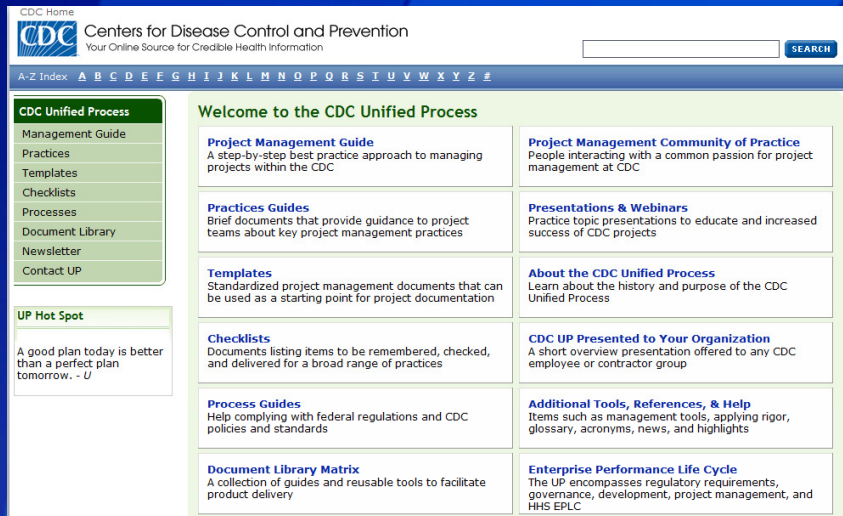 CDC Home
CDC
Centers for Disease Control and Prevention
Your Online Source for Credible Health Information
SEARCH
A-Z Index A B C D E F G H I J K L M N O P Q R S T U V W X Y Z #
CDC Unified Process
Management Guide
Practices
Templates
Checklists
Processes
Document Library
Newsletter
Contact UP
UP Hot Spot
A good plan today is better
than a perfect plan
tomorrow. - U
Welcome to the CDC Unified Process
Project Management Guide
A step-by-step best practice approach to managing
projects within the CDC
Project Management Community of Practice
People interacting with a common passion for project
management at CDC
Practices Guides
Brief documents that provide guidance to project
teams about key project management practices
Presentations & Webinars
Practice topic presentations to educate and increased
success of CDC projects
Templates
Standardized project management documents that can
be used as a starting point for project documentation
About the CDC Unified Process
Learn about the history and purpose of the CDC
Unified Process
Checklists
Documents listing items to be remembered, checked,
and delivered for a broad range of practices
CDC UP Presented to Your Organization
A short overview presentation offered to any CDC
employee or contractor group
Process Guides
Help complying with federal regulations and CDC
policies and standards
Additional Tools, References, & Help
Items such as management tools, applying rigor,
glossary, acronyms, news, and highlights
Document Library Matrix
A collection of guides and reusable tools to facilitate
product delivery
Enterprise Performance Life Cycle
The UP encompasses regulatory requirements,
governance, development, project management, and
HHS EPLC